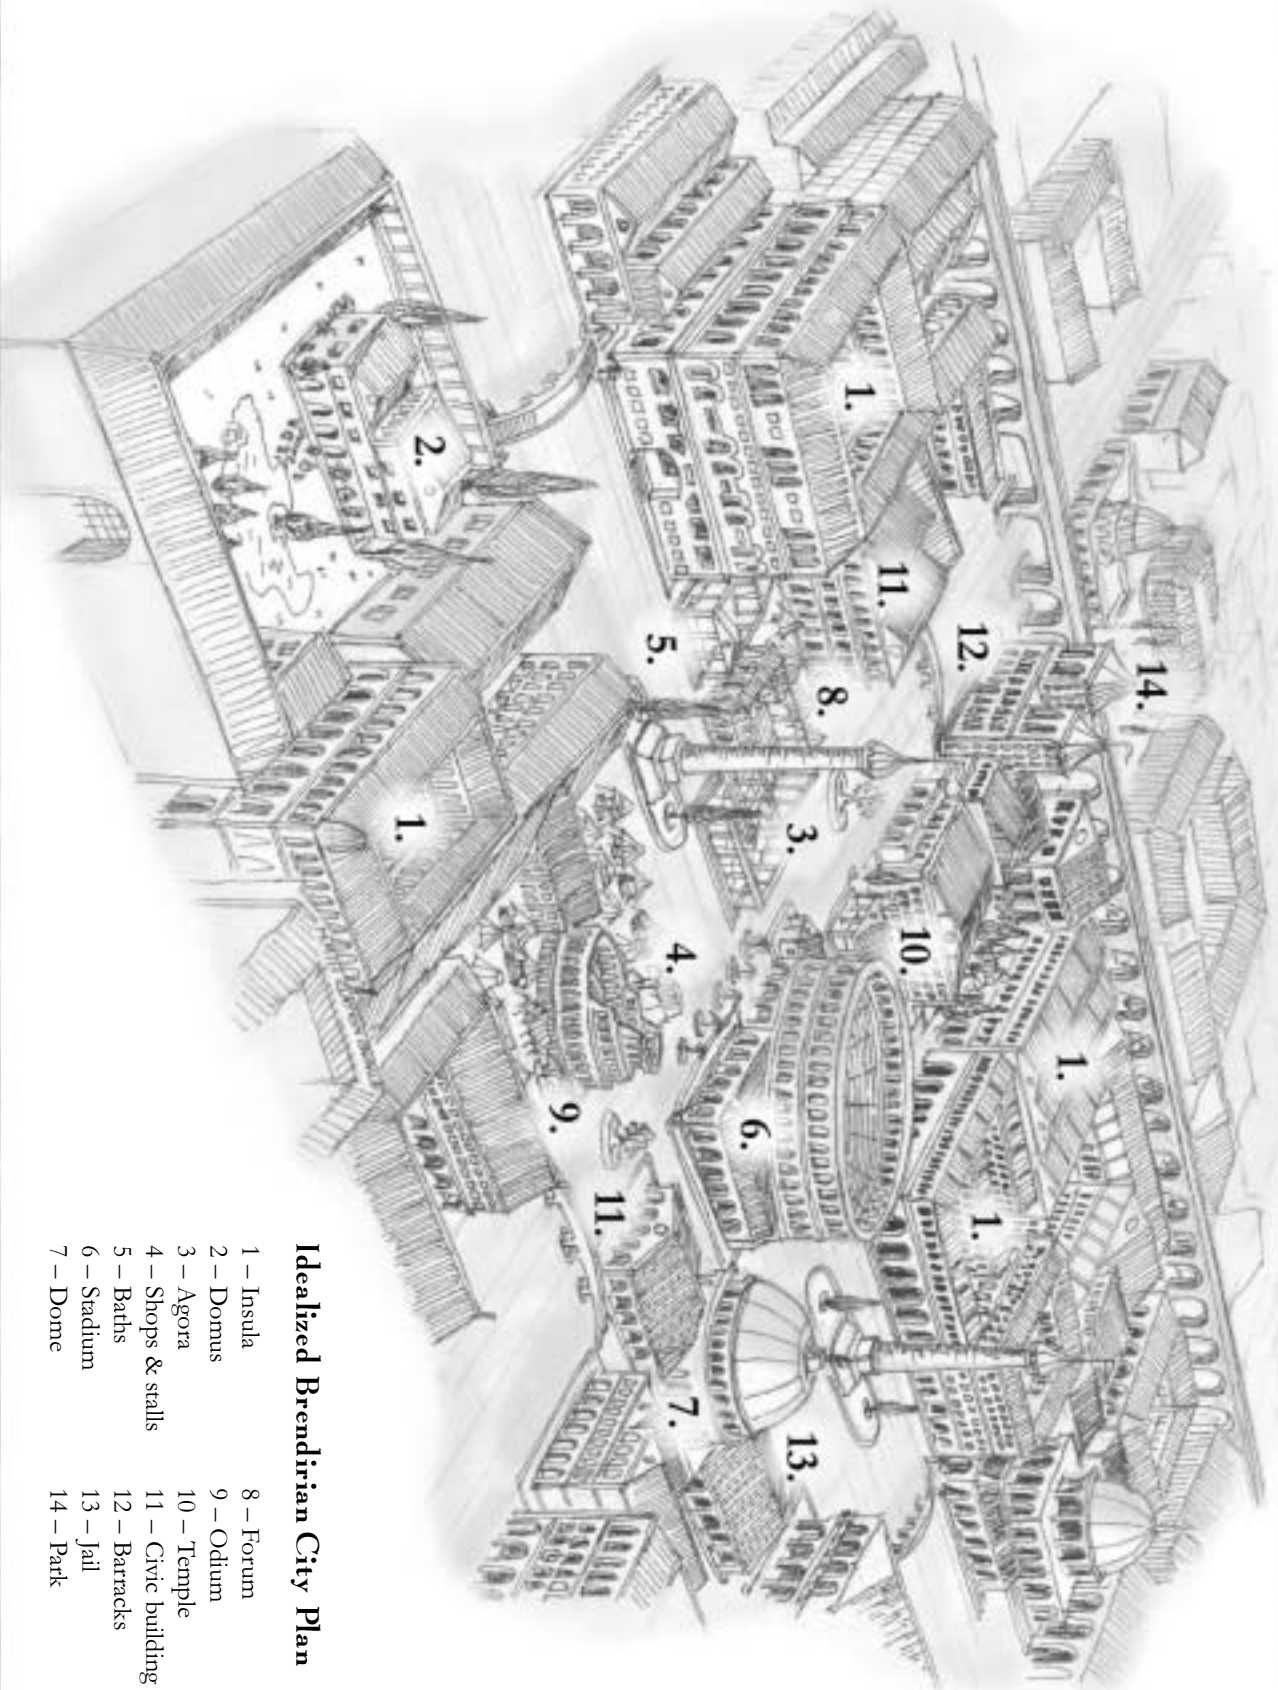 14.
1.
1.
12.
10.
11.
1.
8.
3.
13.
6.
7.
4.
5.
11.
9.
2.
1.
Idealized Brendirian City Plan
1 – Insula
2 – Domus
3 – Agora
4 – Shops & stalls
5 – Baths
6 – Stadium
7 – Dome
8 – Forum
9 – Odium
10 – Temple
11 – Civic building
12 – Barracks
13 – Jail
14 – Park